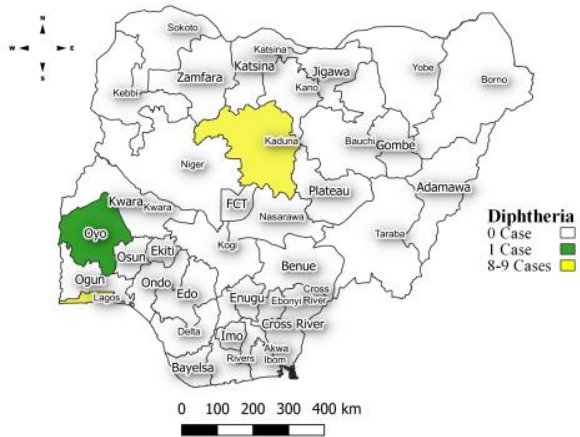 N
W E
S
Sokoto
Katsina
Katsina
Zamfara
Jigawa
Kano
Yobe
Borno
Kebbi
Kaduna
Bauchi
Gombe
Niger
Plateau
Adamawa
Kwara
Kwara
FCT
Nasarawa
Taraba
Oyo
Kogi
Osun
Ekiti
Benue
Ogun
Ondo
Edo
Lagos
Enugu
Ebonyi
Cross
River
Delta
Imo
Cross River
Rivers
Akwa
Ibom
Bayelsa
Diphtheria
0 Case
1 Case
8-9 Cases
0 100 200 300 400 km